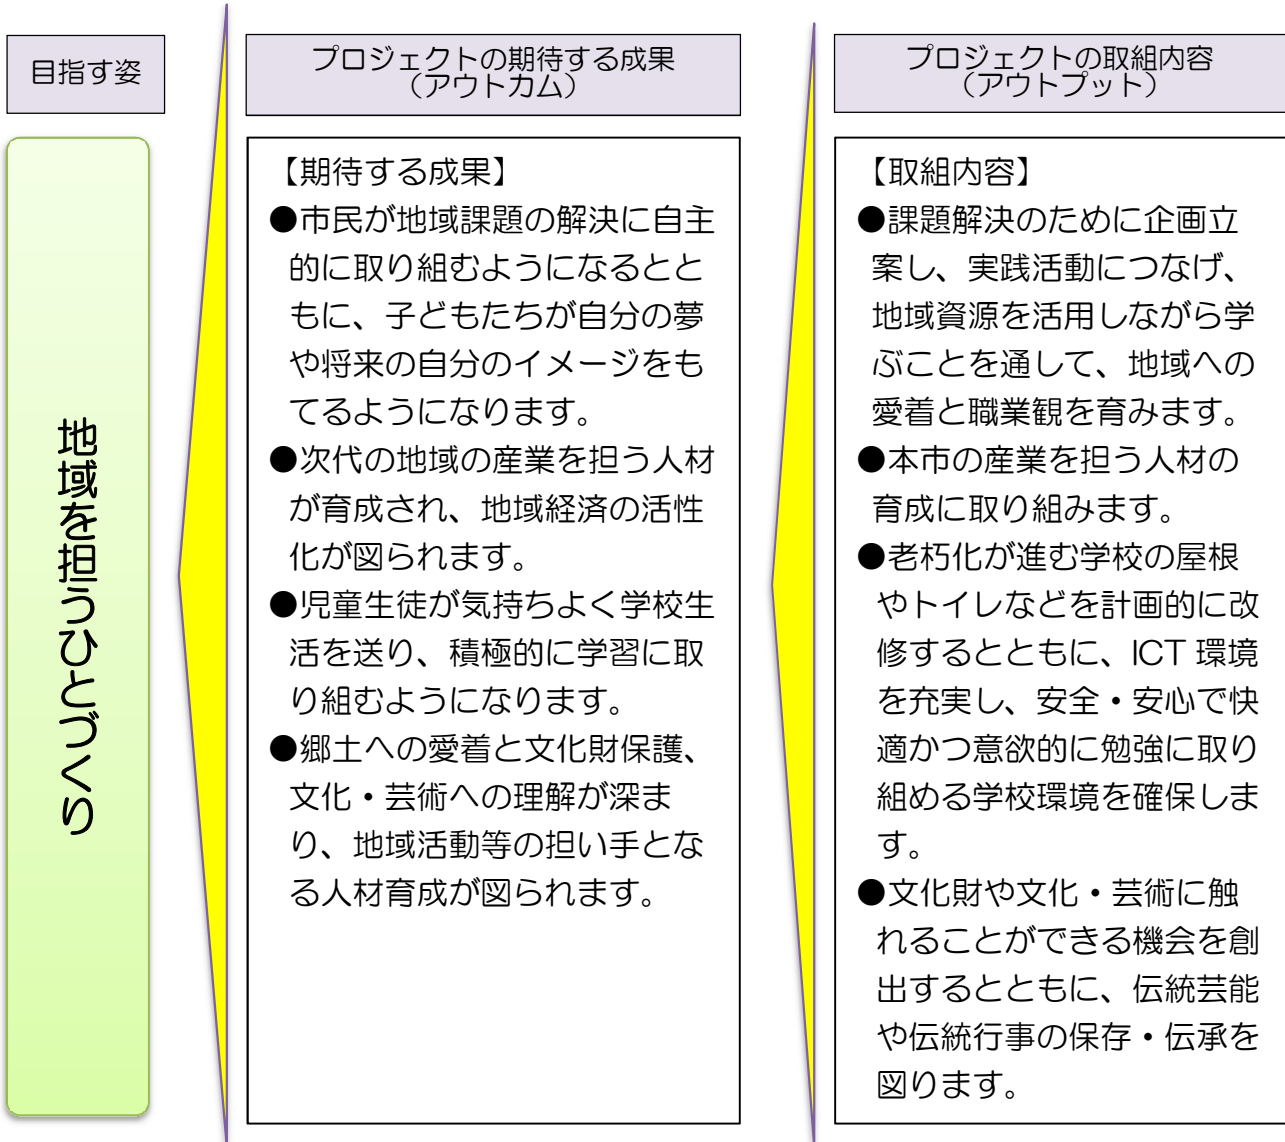 目指す姿
地域を担うひとづくり
プロジェクトの期待する成果
（アウトカム）
【期待する成果】
●市民が地域課題の解決に自主
的に取り組むようになるとと
もに、子どもたちが自分の夢
や将来の自分のイメージをも
てるようになります。
●次代の地域の産業を担う人材
が育成され、地域経済の活性
化が図られます。
●児童生徒が気持ちよく学校生
活を送り、積極的に学習に取
り組むようになります。
●郷土への愛着と文化財保護、
文化・芸術への理解が深ま
り、地域活動等の担い手とな
る人材育成が図られます。
プロジェクトの取組内容
（アウトプット）
【取組内容】
●課題解決のために企画立
案し、実践活動につなげ、
地域資源を活用しながら学
ぶことを通して、地域への
愛着と職業観を育みます。
●本市の産業を担う人材の
育成に取り組みます。
●老朽化が進む学校の屋根
やトイレなどを計画的に改
修するとともに、ICT 環境
を充実し、安全・安心で快
適かつ意欲的に勉強に取り
組める学校環境を確保しま
す。
●文化財や文化・芸術に触
れることができる機会を創
出するとともに、伝統芸能
や伝統行事の保存・伝承を
図ります。